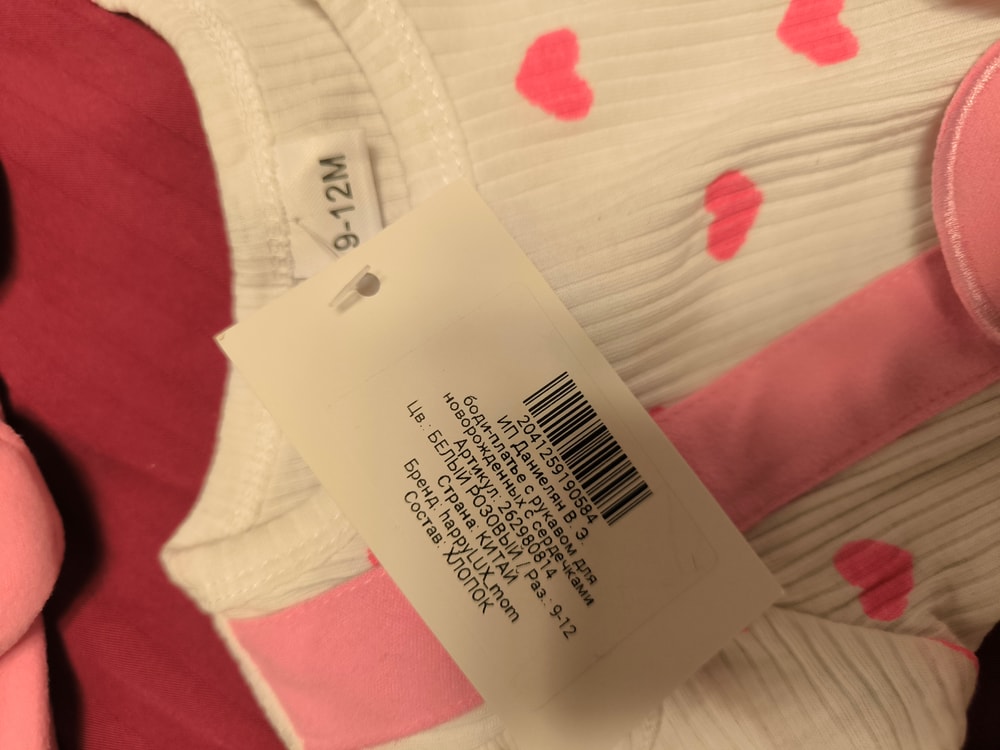 9-12M
2041259190584
ИП Даниелян В. Э.
боди-платье с рукавом для
новорожденных с сердечками
Артикул: 262980814
Цв.: БЕЛЫЙ РОЗОВЫЙ / Раз.: 9-12
Страна: КИТАЙ
Бренд: happyLUX_mom
Состав: ХЛОПОК